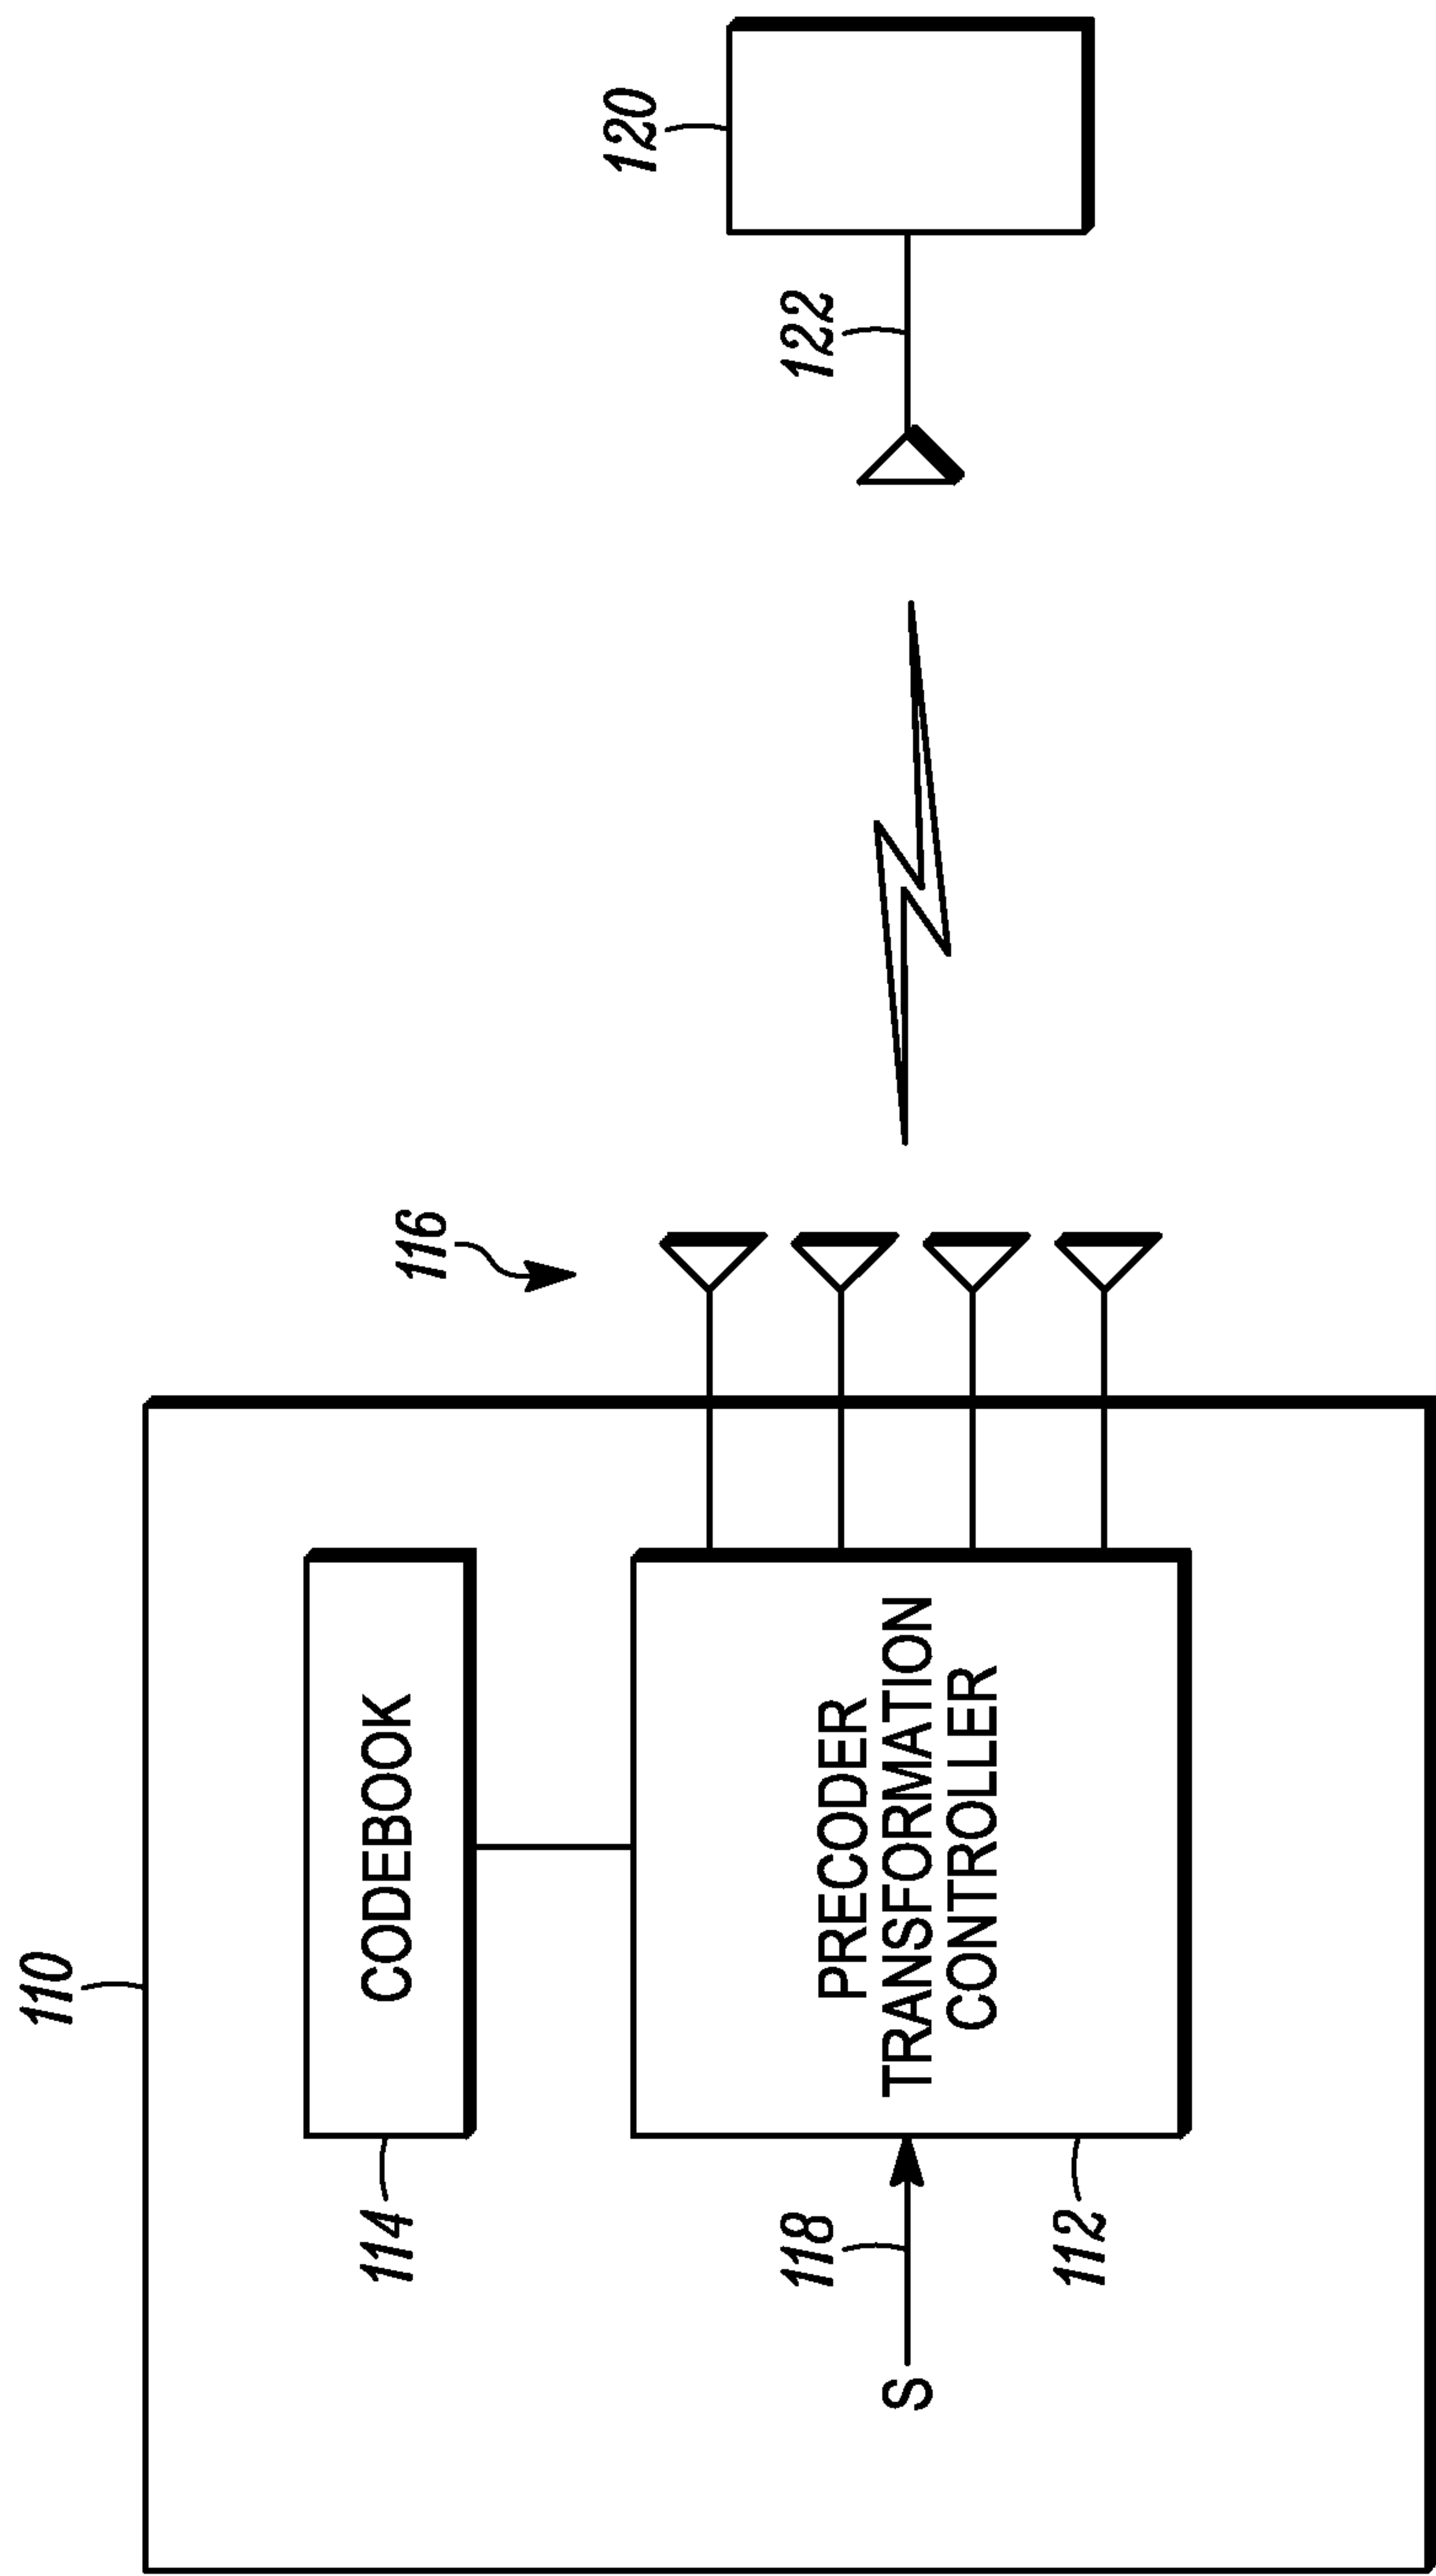 110
114
CODEBOOK
116
120
S
118
112
PRECODER
TRANSFORMATION
CONTROLLER
122